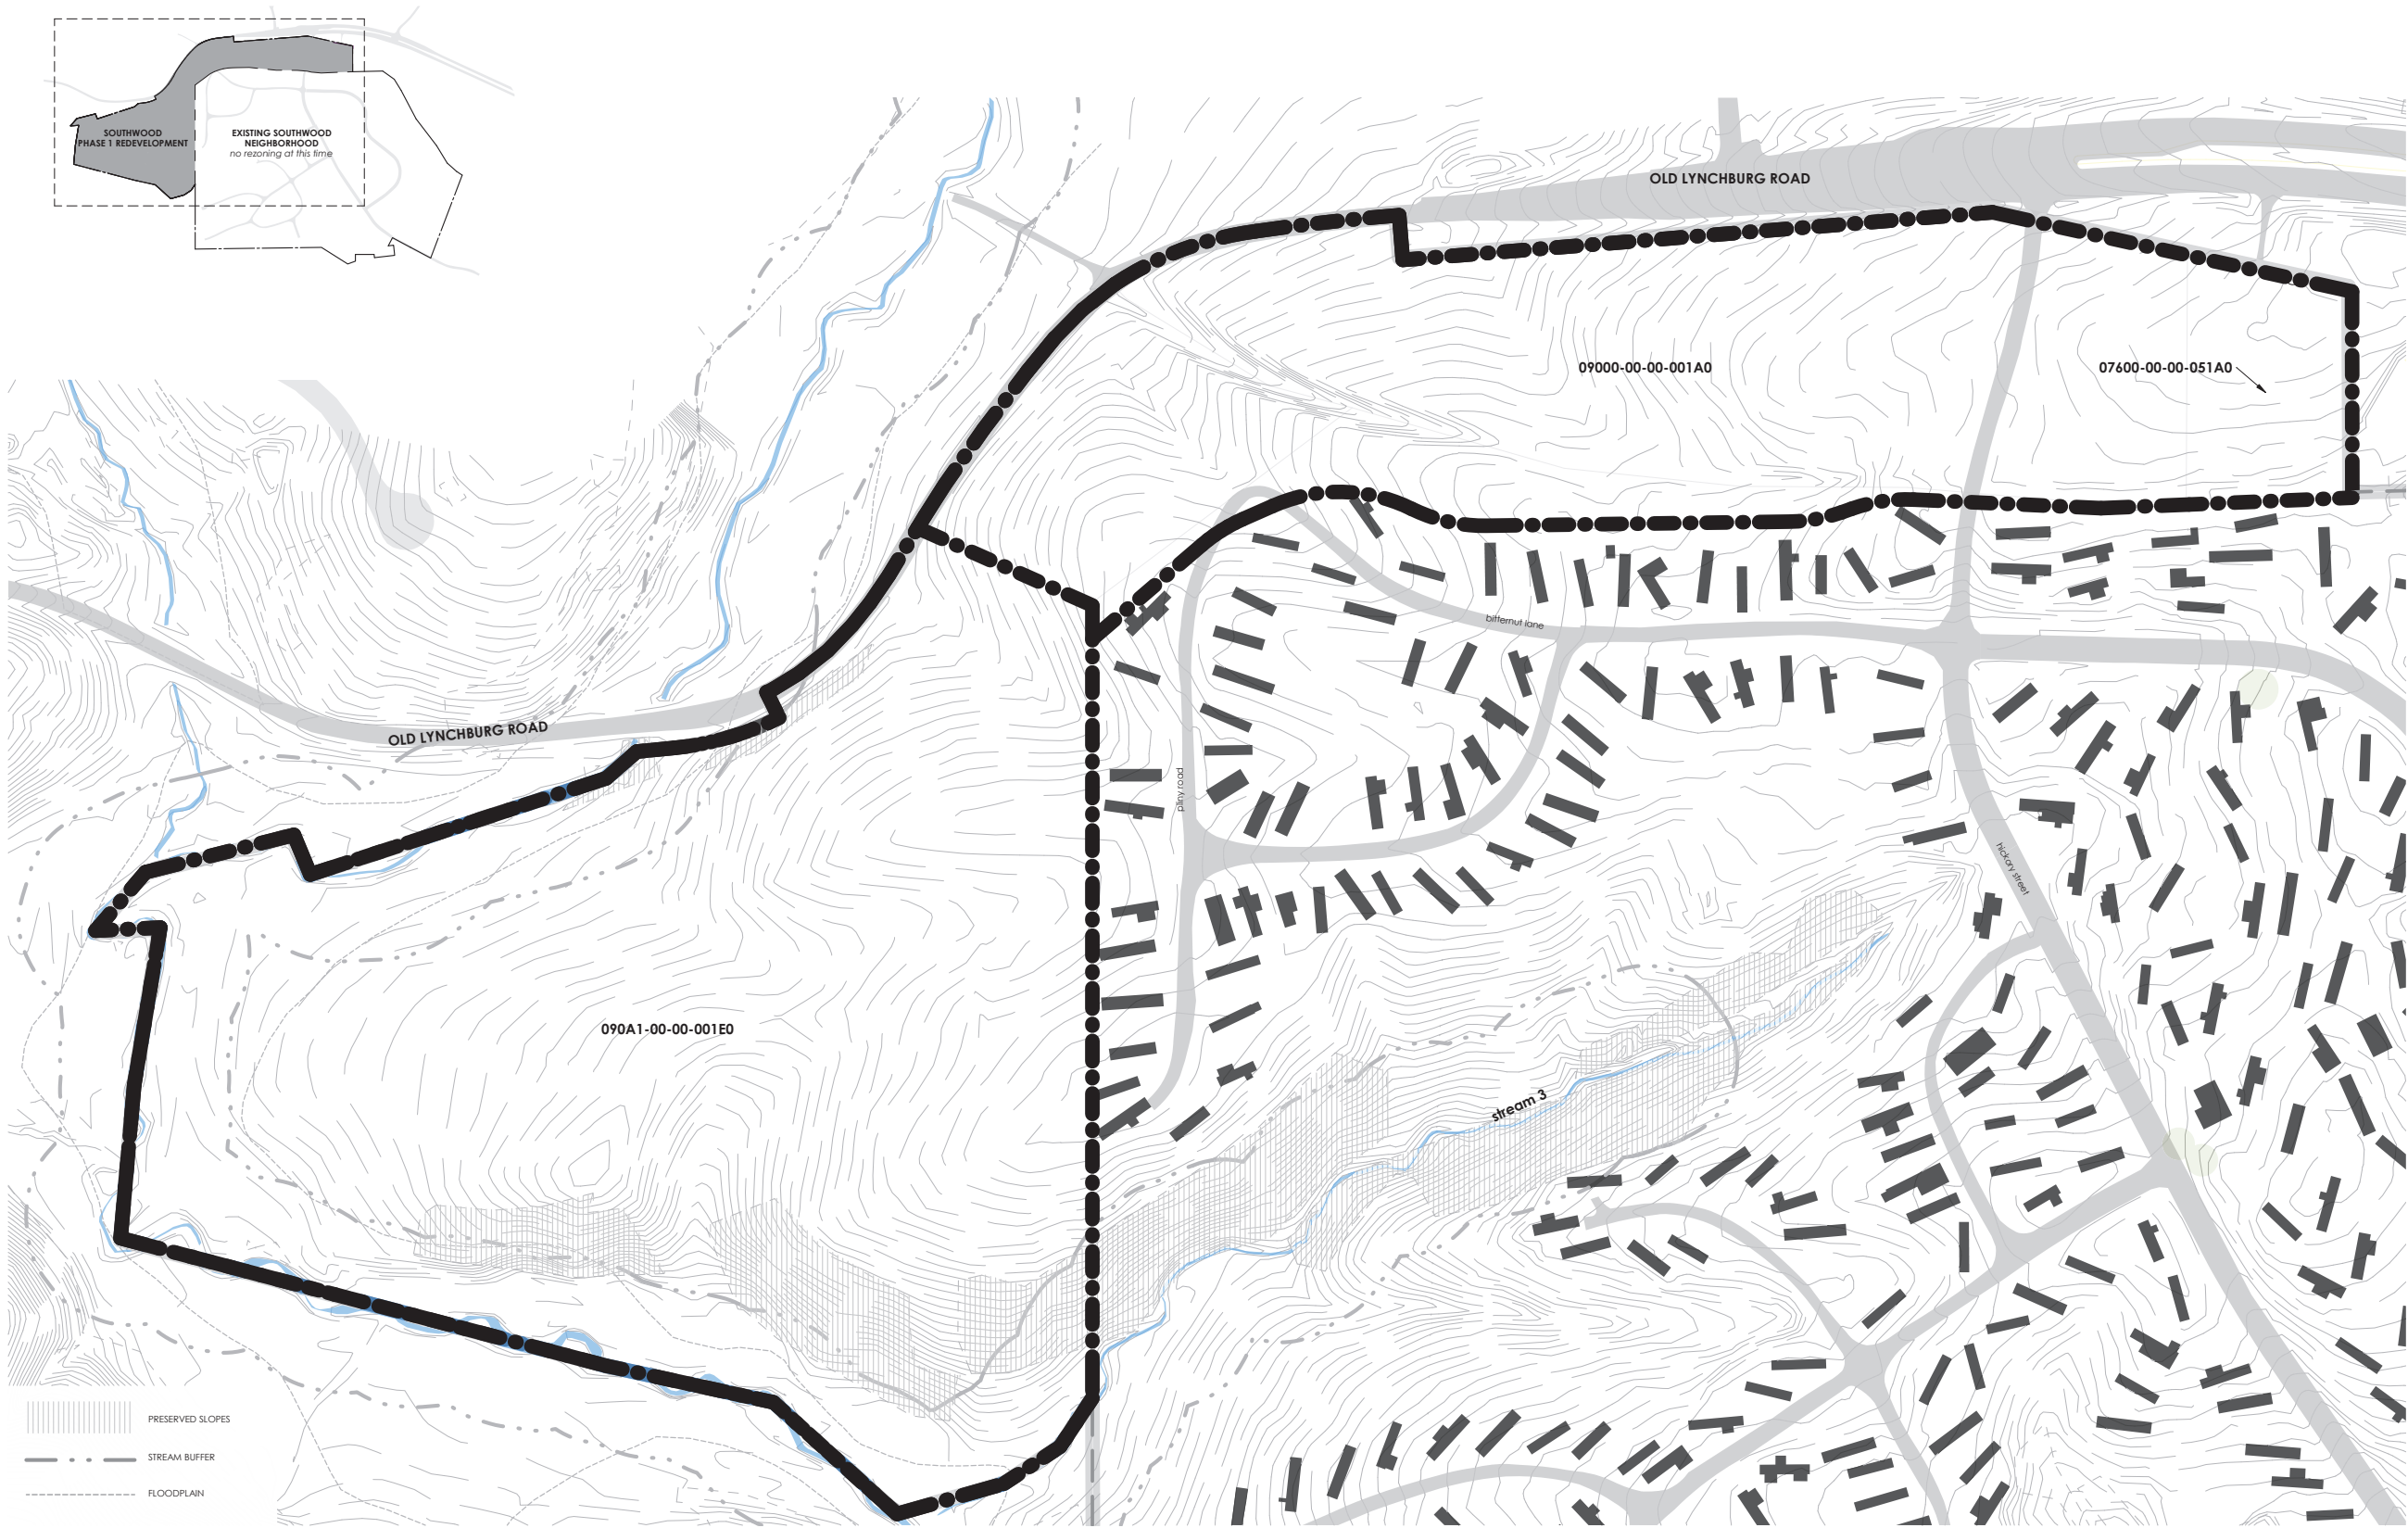 SOUTHWOOD
PHASE 1 REDEVELOPMENT
EXISTING SOUTHWOOD
NEIGHBORHOOD
no rezoning at this time
OLD LYNCHBURG ROAD
09000-00-00-001A0
07600-00-00-051A0
bitternut lane
OLD LYNCHBURG ROAD
pliny road
hickory street
090A1-00-00-001E0
stream 3
PRESERVED SLOPES
STREAM BUFFER
FLOODPLAIN